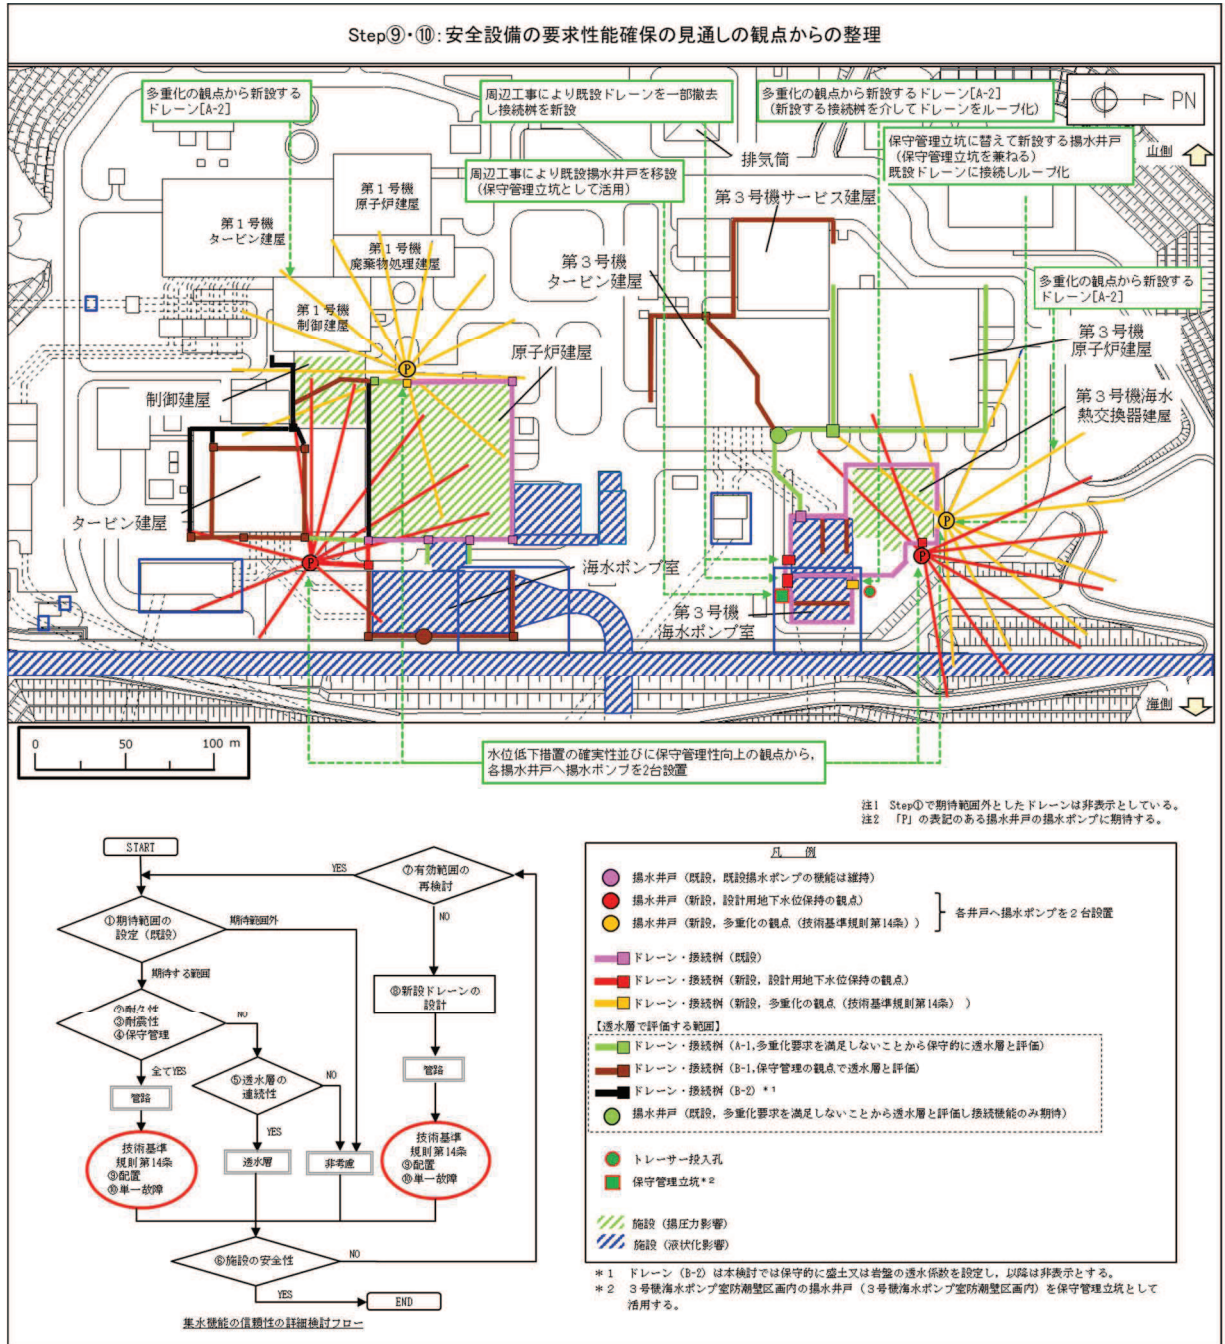 Step⑨・⑩:安全設備の要求性能確保の見通しの観点からの整理
多重化の観点から新設する
ドレーン[A-2]
周辺工事により既設ドレーンを一部撤去
し接続桝を新設
多重化の観点から新設するドレーン[A-2]
(新設する接続桝を介してドレーンをループ化)
PN
保守管理立坑に替えて新設する揚水井戸
(保守管理立坑を兼ねる)
既設ドレーンに接続しループ化
山側
排気筒
周辺工事により既設揚水井戸を移設
(保守管理立坑として活用)
第1号機
原子炉建屋
第1号機
タービン建屋
第1号機
廃棄物処理建屋
第1号機
制御建屋
第3号機サービス建屋
第3号機
タービン建屋
多重化の観点から新設する
ドレーン[A-2]
第3号機
原子炉建屋
原子炉建屋
制御建屋
第3号機海水
熱交換器建屋
タービン建屋
P
P
P
P
海水ポンプ室
第3号機
海水ポンプ室
海側
0 50 100 m
水位低下措置の確実性並びに保守管理性向上の観点から,
各揚水井戸へ揚水ポンプを2台設置
注1 Step①で期待範囲外としたドレーンは非表示としている。
注2 「P」の表記のある揚水井戸の揚水ポンプに期待する。
START
①期待範囲の
設定(既設)
期待範囲外
期待する範囲
②耐久性
③耐震性
④保守管理
NO
全てYES
管路
⑤透水層の
連続性
NO
YES
技術基準
規則第14条
⑨配置
⑩単一故障
透水層
非考慮
⑥施設の安全性
NO
YES
END
YES
⑦有効範囲の
再検討
NO
⑧新設ドレーンの
設計
管路
技術基準
規則第14条
⑨配置
⑩単一故障
集水機能の信頼性の詳細検討フロー
凡 例
揚水井戸(既設,既設揚水ポンプの機能は維持)
揚水井戸(新設,設計用地下水位保持の観点)
揚水井戸(新設,多重化の観点(技術基準規則第14条))
各井戸へ揚水ポンプを2台設置
ドレーン・接続桝(既設)
ドレーン・接続桝(新設,設計用地下水位保持の観点)
ドレーン・接続桝(新設,多重化の観点(技術基準規則第14条))
【透水層で評価する範囲】
ドレーン・接続桝(A-1,多重化要求を満足しないことから保守的に透水層と評価)
ドレーン・接続桝(B-1,保守管理の観点で透水層と評価)
ドレーン・接続桝(B-2)*1
揚水井戸(既設,多重化要求を満足しないことから透水層と評価し接続機能のみ期待)
トレーサー投入孔
保守管理立坑*2
施設(揚圧力影響)
施設(液状化影響)
*1 ドレーン(B-2)は本検討では保守的に盛土又は岩盤の透水係数を設定し,以降は非表示とする。
*2 3号機海水ポンプ室防潮壁区画内の揚水井戸(3号機海水ポンプ室防潮壁区画内)を保守管理立坑として
活用する。